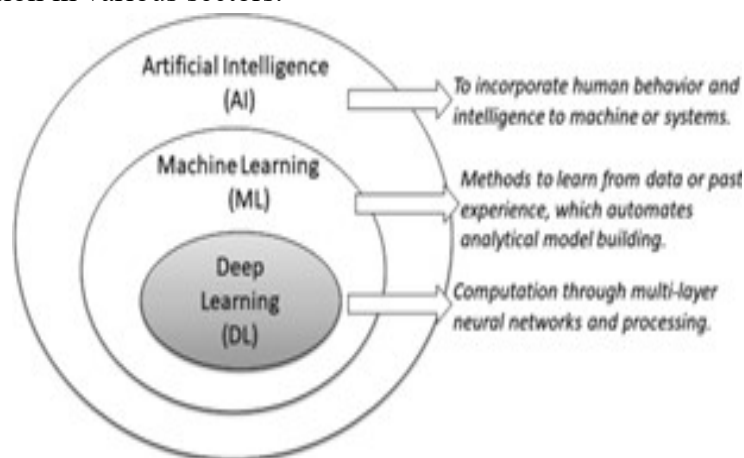 Artificial Intelligence
(AI)
To incorporate human behavior and
intelligence to machine or systems.
Machine Learning
(ML)
Methods to learn from data or past
experience, which automates
analytical model building.
Deep
Learning
(DL)
Computation through multi-layer
neural networks and processing.